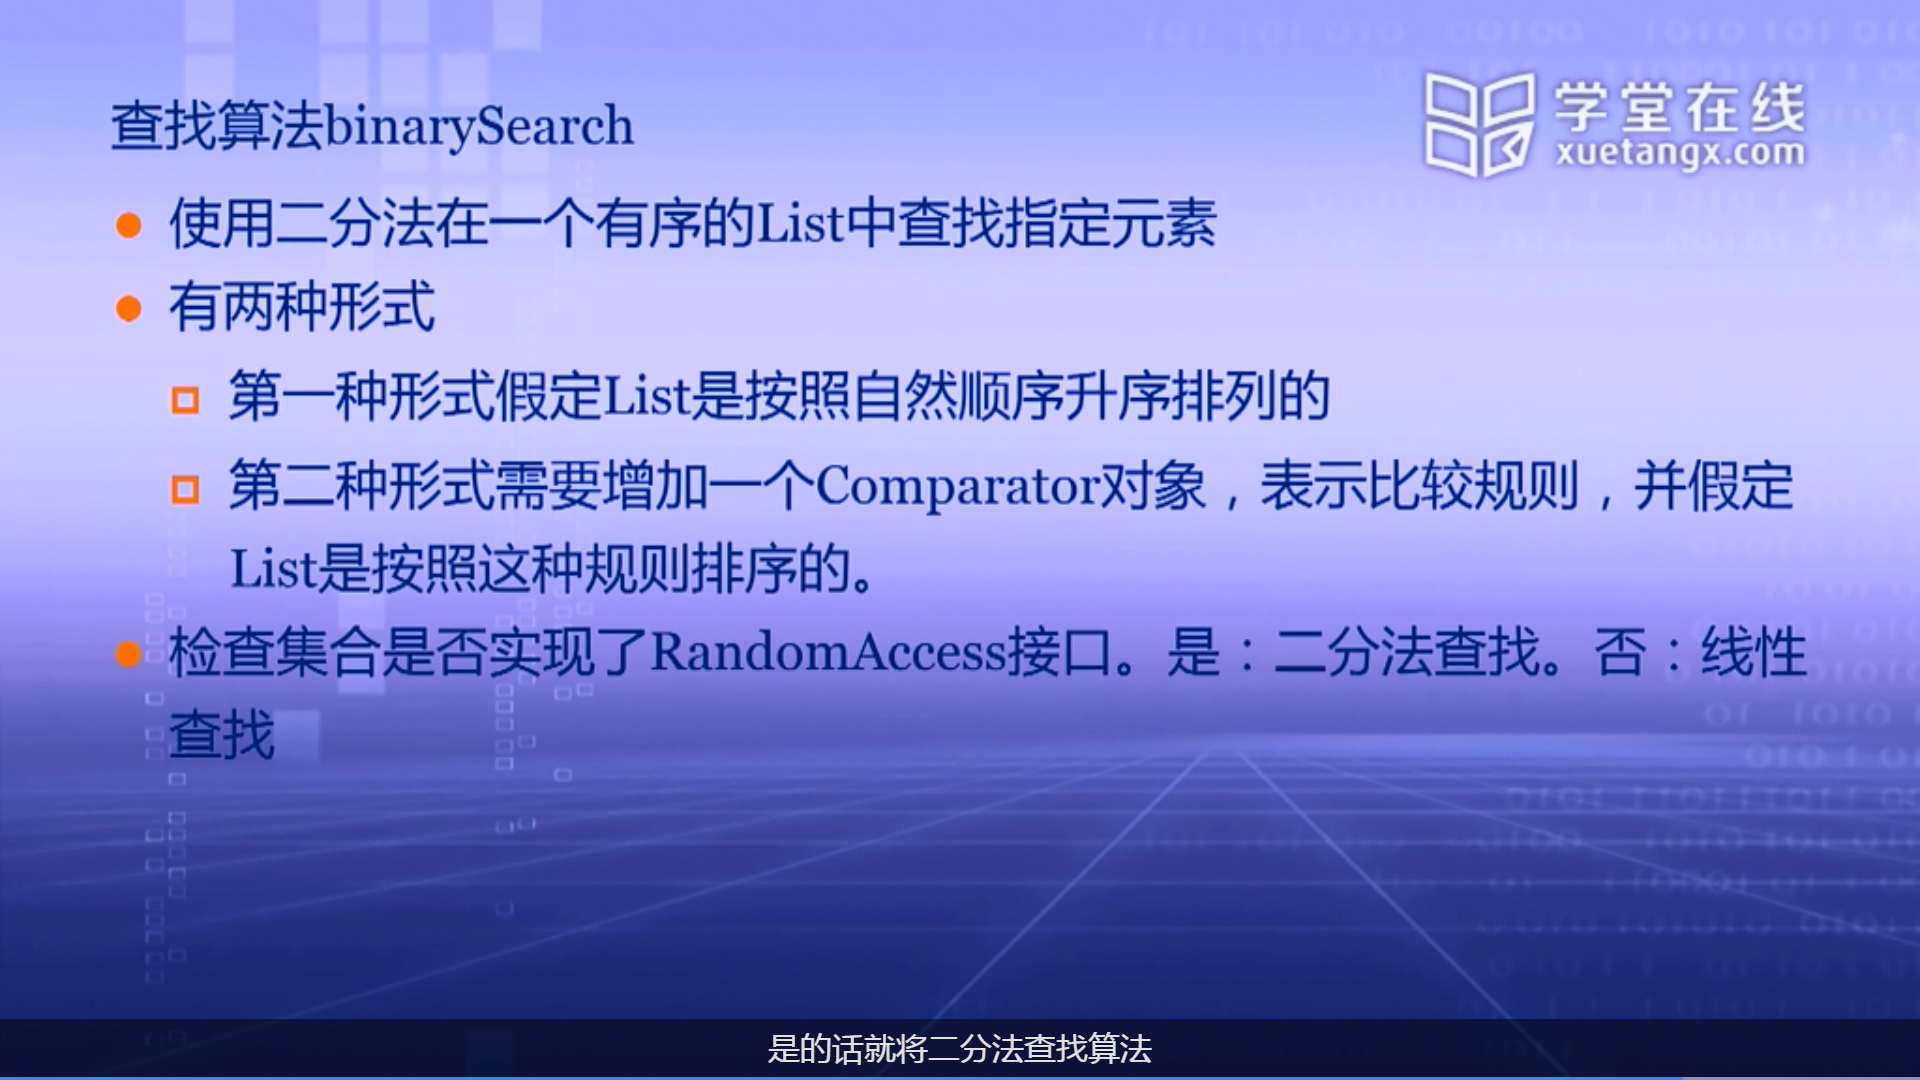 查找算法binarySearch
学堂在线
xuetangx.com
使用二分法在一个有序的List中查找指定元素
有两种形式
第一种形式假定List是按照自然顺序升序排列的
第二种形式需要增加一个Comparator对象，表示比较规则，并假定
List是按照这种规则排序的。
检查集合是否实现了RandomAccess接口。是：二分法查找。否：线性
查找
是的话就将二分法查找算法